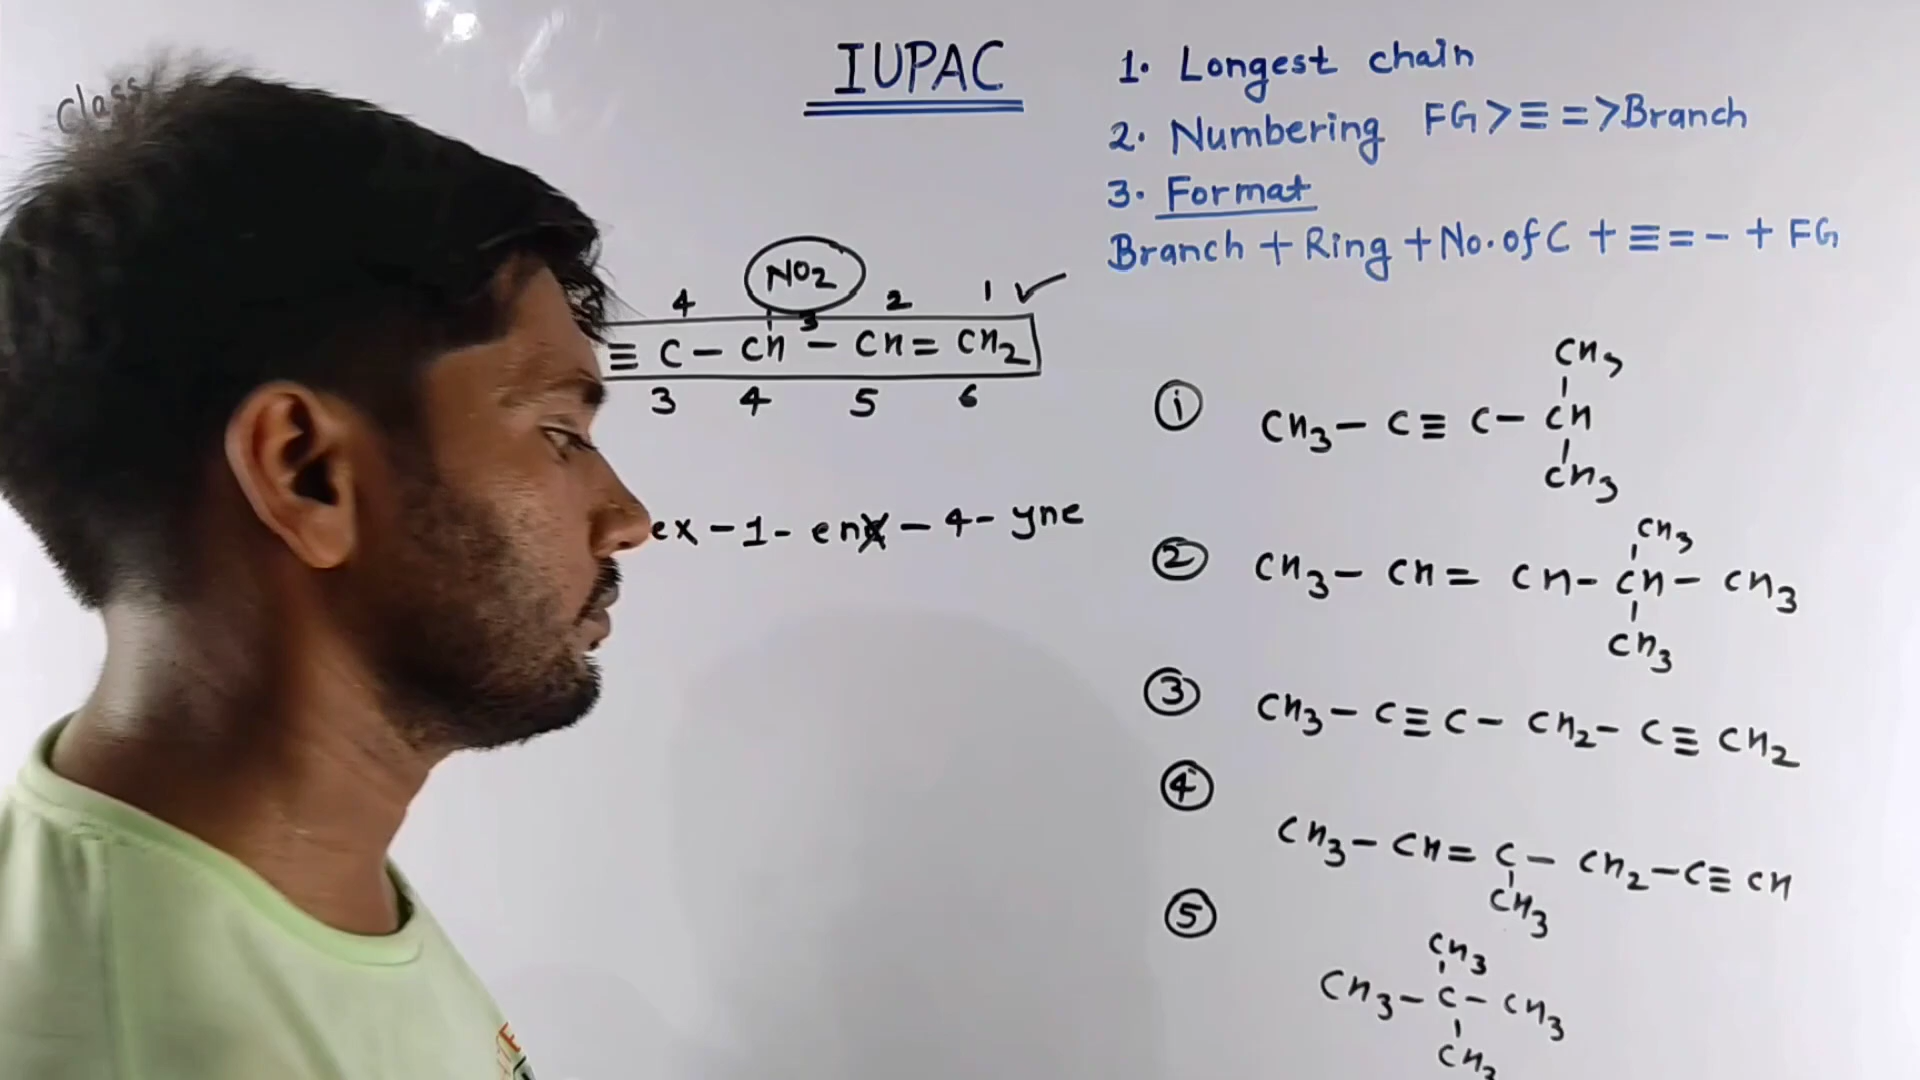 Class
IUPAC
1. Longest chain
2. Numbering FG > ≡ = > Branch
3. Format
Branch + Ring + No. of C + ≡ = - + FG
NO2
4 3 2 1 ✓
≡ C - CH - CH = CH2
3 4 5 6
ex - 1 - en - 4 - yne
① CH3 - C ≡ C - CH
CH3
CH3
② CH3 - CH = CH - CH - CH3
CH3
CH3
③ CH3 - C ≡ C - CH2 - C ≡ CH2
④
CH3 - CH = C - CH2 - C ≡ CH
CH3
⑤
CH3
CH3 - C - CH3
CH3